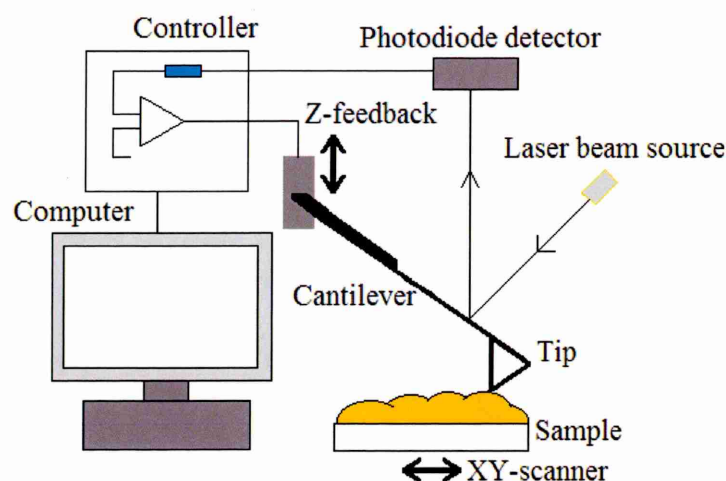 Controller
Photodiode detector
Z-feedback
Laser beam source
Computer
Cantilever
Tip
Sample
XY-scanner